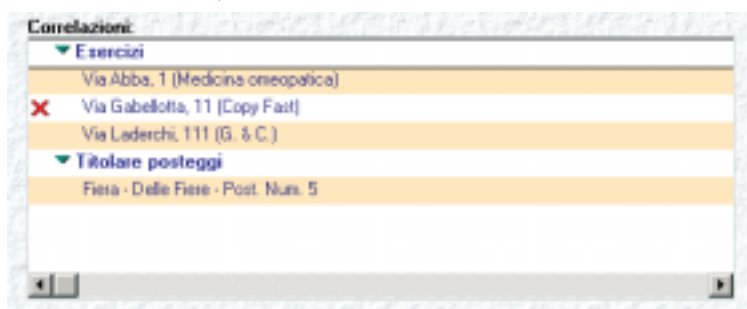 Correlazioni:
Esercizi
Via Abba, 1 (Medicina omeopatica)
Via Gabellotta, 11 (Copy Fast)
Via Laderchi, 111 (G. & C.)
Titolare posteggi
Fiera - Delle Fiere - Post. Num. 5